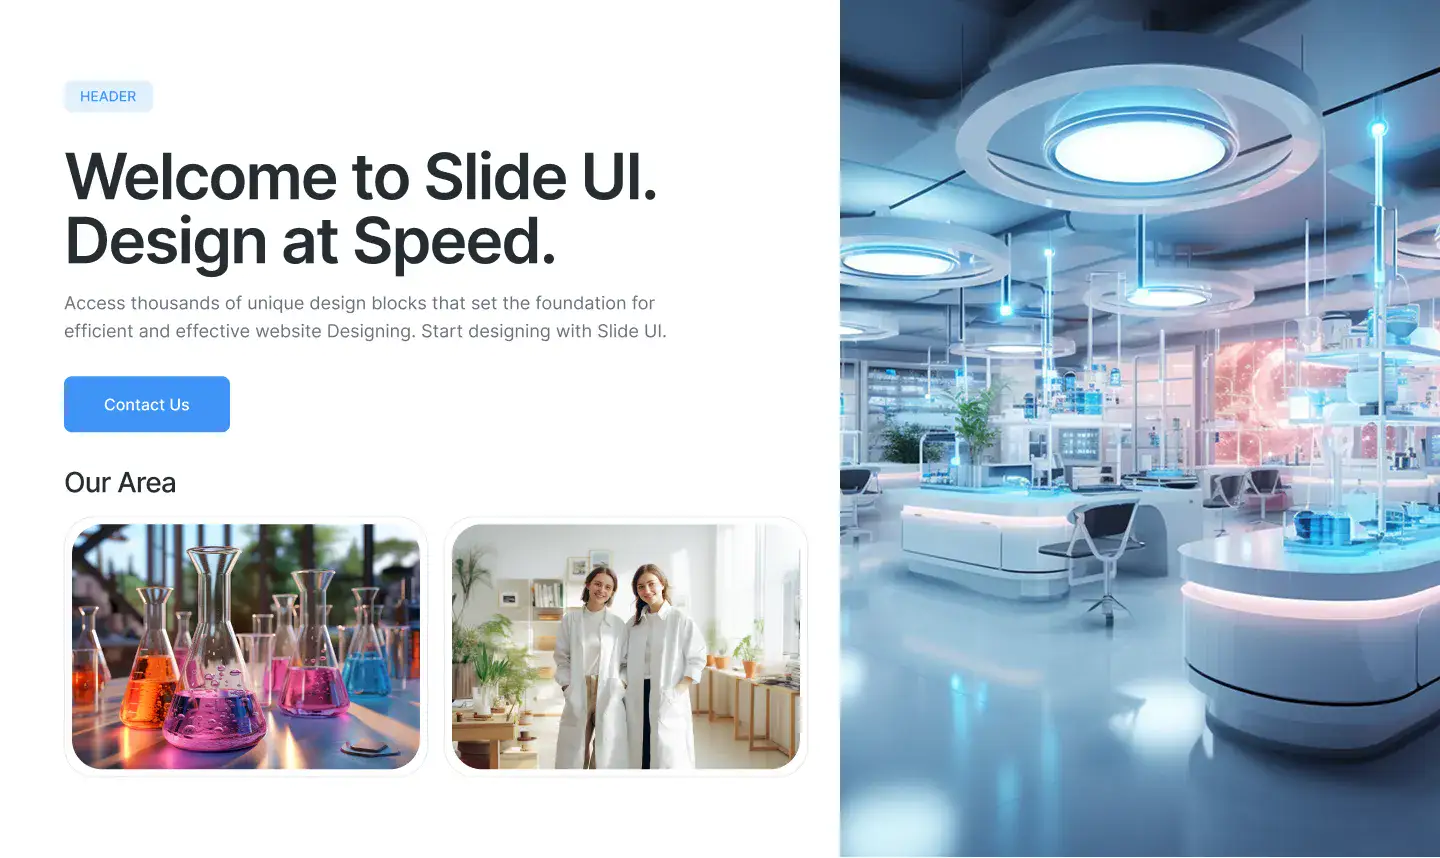 HEADER
Welcome to Slide UI.
Design at Speed.
Access thousands of unique design blocks that set the foundation for
efficient and effective website Designing. Start designing with Slide UI.
Contact Us
Our Area